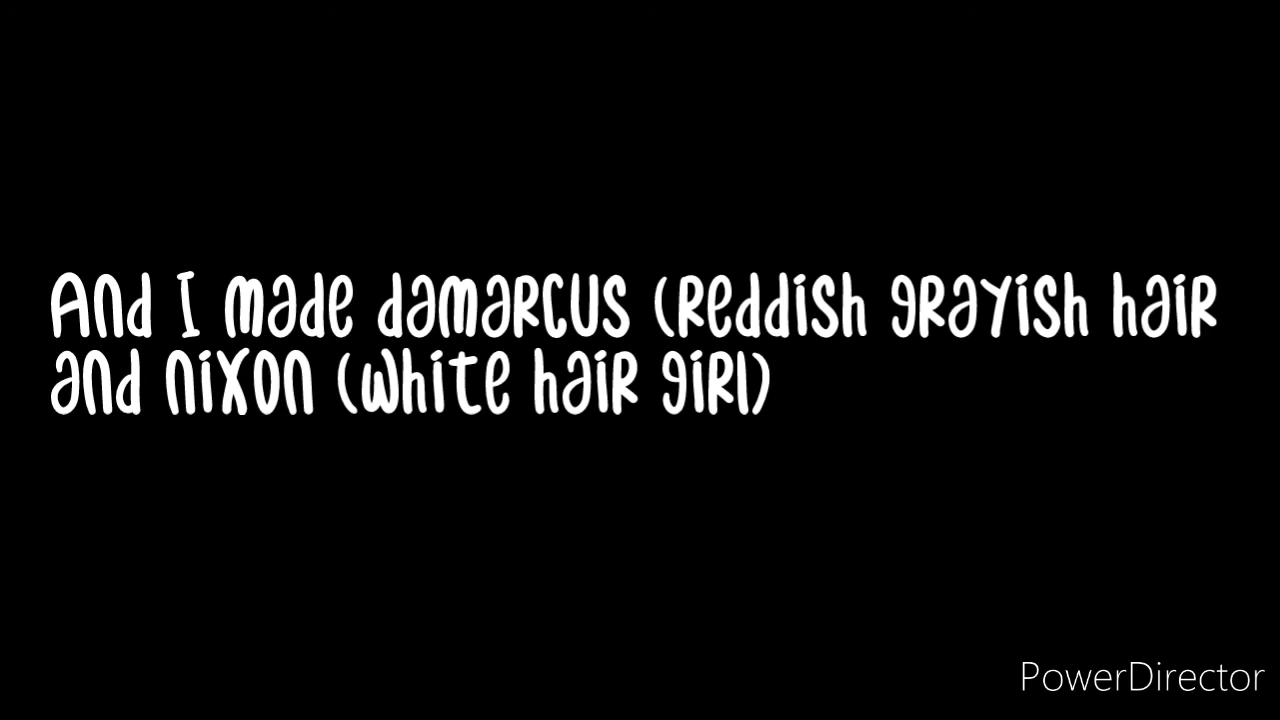 And I made damarcus (reddish grayish hair
and nixon (white hair girl)
PowerDirector